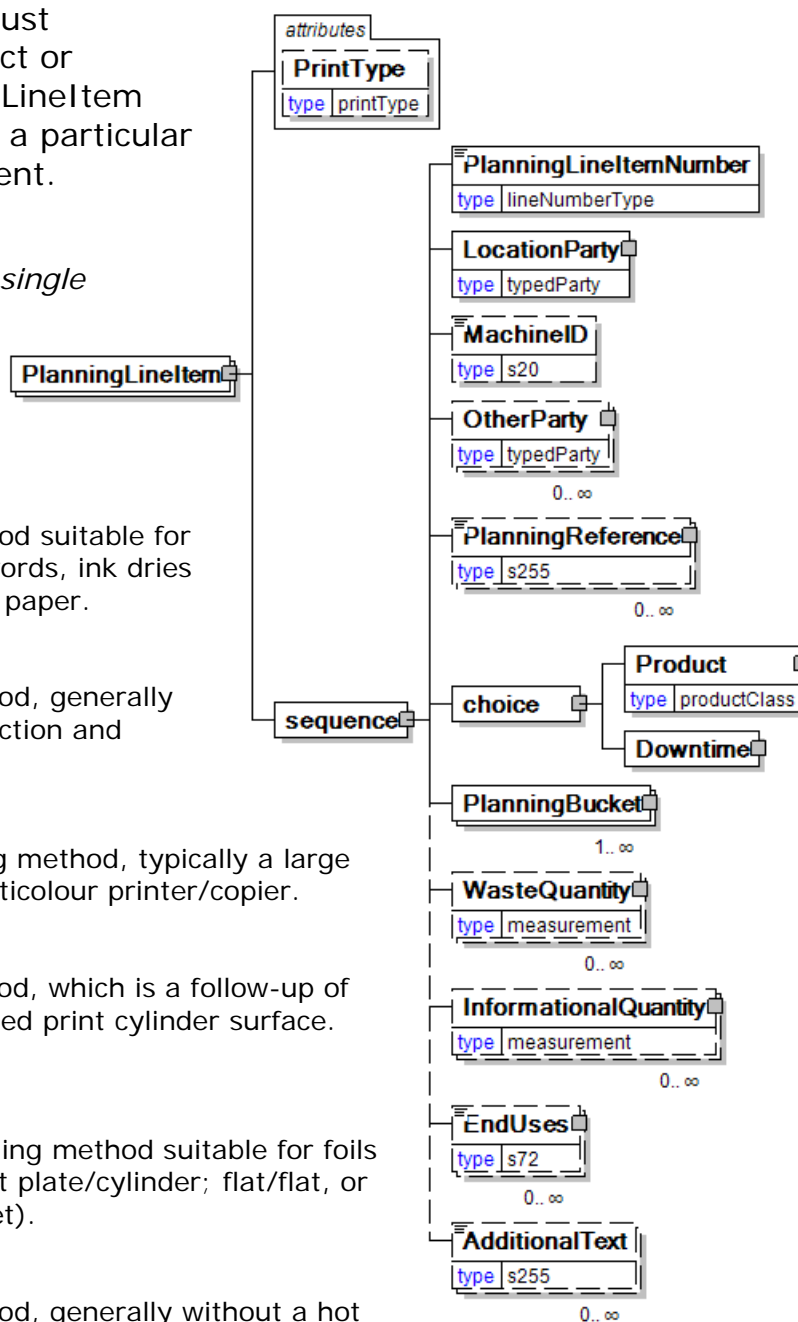 ust
ct or
LineItem
a particular
ent.
single
od suitable for
ords, ink dries
paper.
od, generally
ction and
g method, typically a large
ticolour printer/copier.
od, which is a follow-up of
ed print cylinder surface.
ting method suitable for foils
t plate/cylinder; flat/flat, or
et).
od, generally without a hot
PlanningLineItem
attributes
PrintType
type printType
sequence
PlanningLineItemNumber
type lineNumberType
LocationParty
type typedParty
MachineID
type s20
OtherParty
type typedParty
0.. ∞
PlanningReference
type s255
0.. ∞
choice
Product
type productClass
Downtime
PlanningBucket
1.. ∞
WasteQuantity
type measurement
0.. ∞
InformationalQuantity
type measurement
0.. ∞
EndUses
type s72
0.. ∞
AdditionalText
type s255
0.. ∞